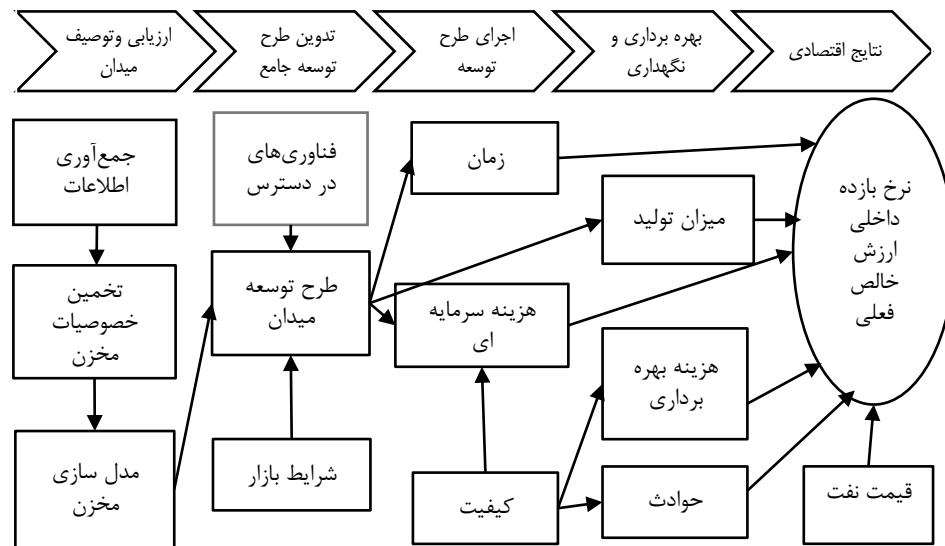 ارزیابی وتوصیف
میدان
تدوین طرح
توسعه جامع
اجرای طرح
توسعه
بهره برداری و
نگهداری
نتایج اقتصادی
جمع‌آوری
اطلاعات
تخمین
خصوصیات
مخزن
مدل سازی
مخزن
فناوری‌های
در دسترس
طرح توسعه
میدان
شرایط بازار
زمان
هزینه سرمایه
ای
کیفیت
میزان تولید
هزینه بهره
برداری
حوادث
نرخ بازده
داخلی
ارزش
خالص
فعلی
قیمت نفت